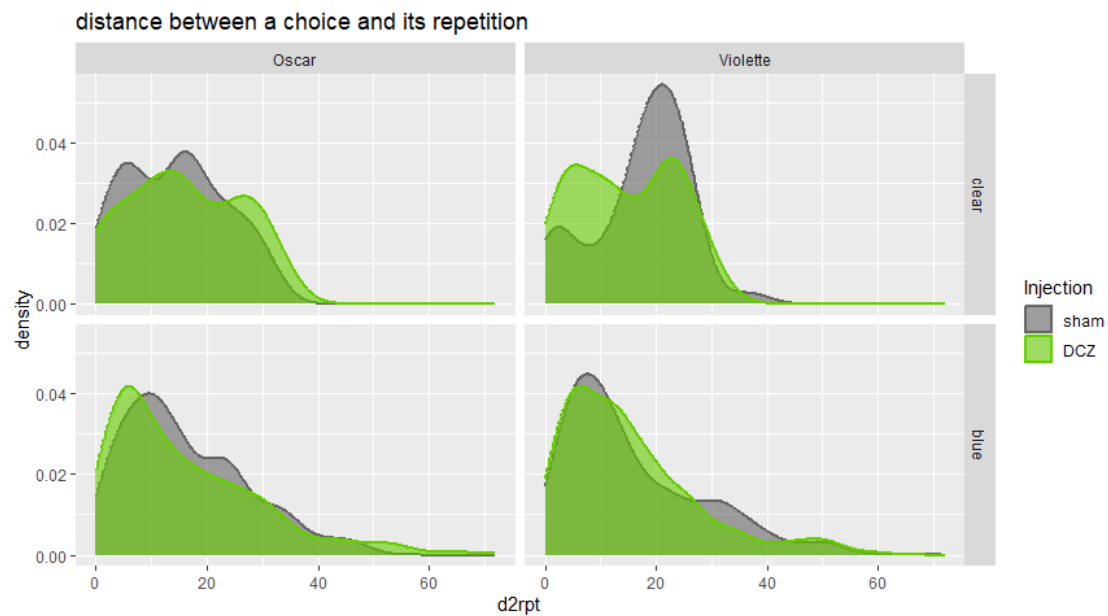 distance between a choice and its repetition
Oscar
Violette
0.04
0.02
0.00
clear
0.04
0.02
0.00
blue
density
0
20
40
60
0
20
40
60
d2rpt
Injection
sham
DCZ